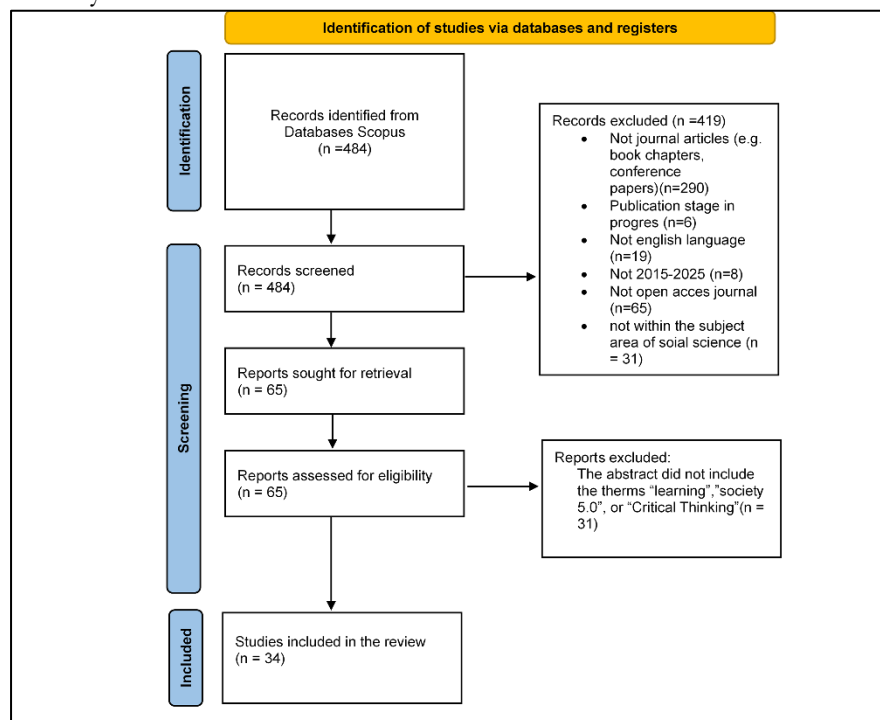 Identification of studies via databases and registers
Identification
Records identified from
Databases Scopus
(n =484)
Records excluded (n =419)
• Not journal articles (e.g.
book chapters,
conference
papers)(n=290)
• Publication stage in
progres (n=6)
• Not english language
(n=19)
• Not 2015-2025 (n=8)
• Not open acces journal
(n=65)
• not within the subject
area of soial science (n
= 31)
Screening
Records screened
(n = 484)
Reports sought for retrieval
(n = 65)
Reports assessed for eligibility
(n = 65)
Reports excluded:
The abstract did not include
the therms “learning”,”society
5.0”, or “Critical Thinking”(n =
31)
Included
Studies included in the review
(n = 34)